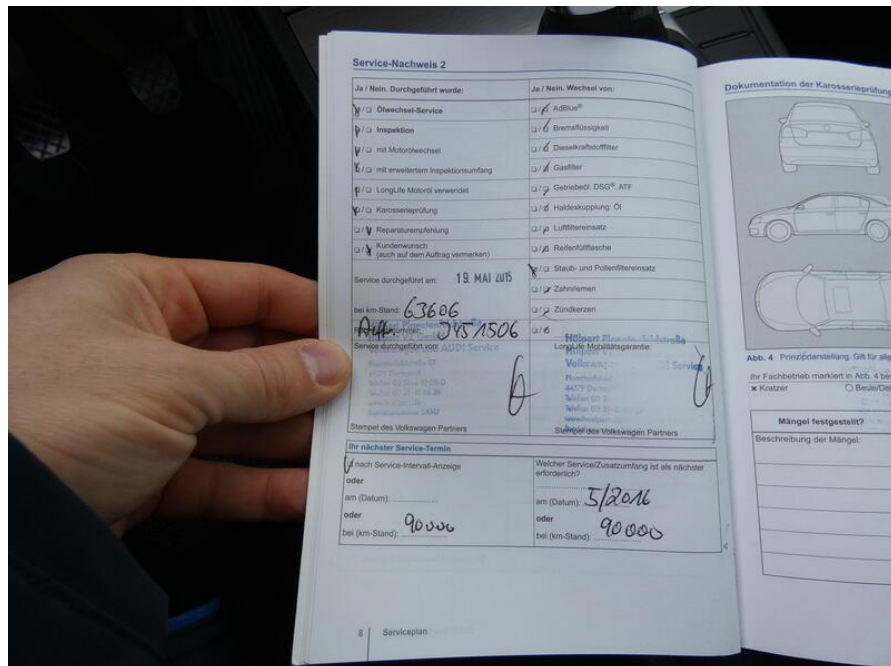 Service-Nachweis 2
Ja / Nein. Durchgeführt wurde:
Ölwechsel-Service
Inspektion
mit Motorölwechsel
mit erweitertem Inspektionsumfang
LongLife Motoröl verwendet
Karosserieprüfung
Reparaturempfehlung
Kundenwunsch
(auch auf dem Auftrag vermerken)
Service durchgeführt am: 19. MAI 2015
bei km-Stand: 63606
Service durchgeführt von:
Stempel des Volkswagen Partners
Ja / Nein. Wechsel von:
AdBlue®
Bremsflüssigkeit
Dieselkraftstofffilter
Gasfilter
Getriebeöl: DSG®, ATF
Haldexkupplung: Öl
Luftfiltereinsatz
Reifenfüllflasche
Staub- und Pollenfiltereinsatz
Zahnriemen
Zündkerzen
LongLife Mobilitätsgarantie:
Stempel des Volkswagen Partners
Ihr nächster Service-Termin
nach Service-Intervall-Anzeige
oder
am (Datum):
oder
bei (km-Stand): 90000
Welcher Service/Zusatzumfang ist als nächster
erforderlich?
am (Datum): 5/2016
oder
bei (km-Stand): 90000
8 Serviceplan
Dokumentation der Karosserieprüfung
Abb. 4 Prinzipdarstellung. Gilt für alle
Ihr Fachbetrieb markiert in Abb. 4
Kratzer
Mängel festgestellt?
Beschreibung der Mängel: